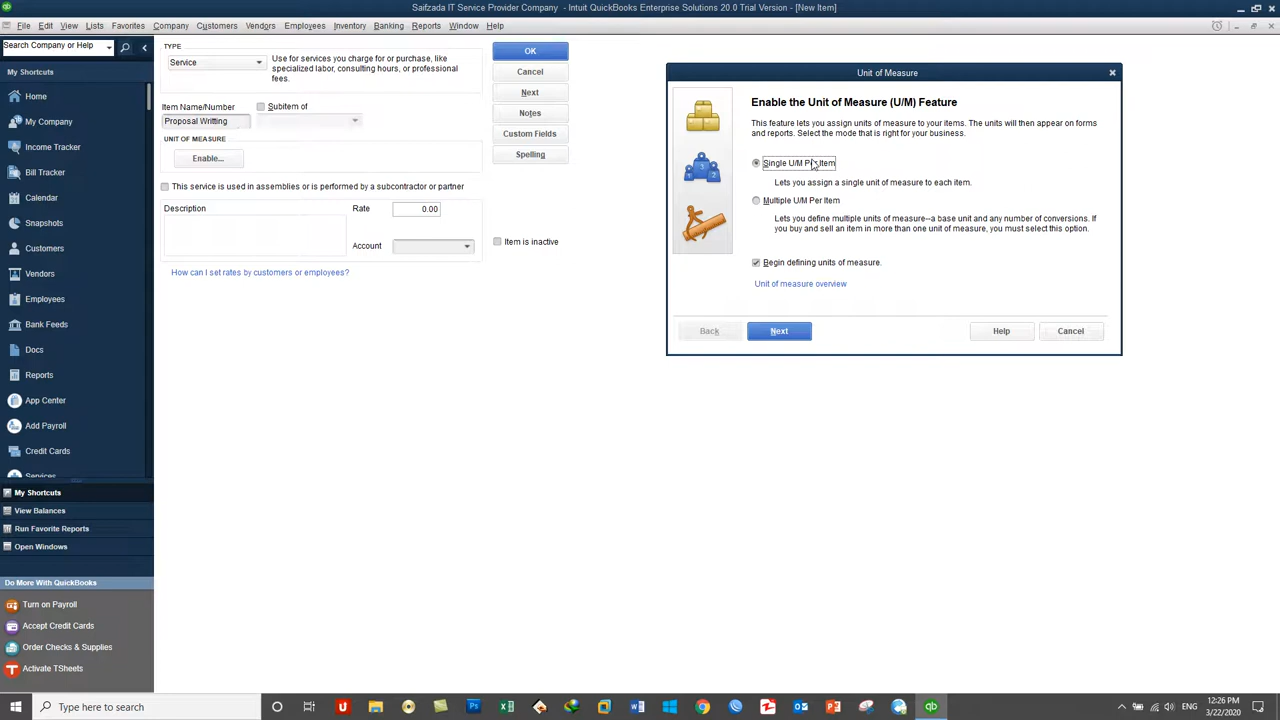 Saifzada IT Service Provider Company - Intuit QuickBooks Enterprise Solutions 20.0 Trial Version - [New Item]
File Edit View Lists Favorites Company Customers Vendors Employees Inventory Banking Reports Window Help
Search Company or Help
My Shortcuts
Home
My Company
Income Tracker
Bill Tracker
Calendar
Snapshots
Customers
Vendors
Employees
Bank Feeds
Docs
Reports
App Center
Add Payroll
Credit Cards
Services
My Shortcuts
View Balances
Run Favorite Reports
Open Windows
Do More With QuickBooks
Turn on Payroll
Accept Credit Cards
Order Checks & Supplies
Activate TSheets
TYPE
Service
Use for services you charge for or purchase, like
specialized labor, consulting hours, or professional
fees.
Item Name/Number
Subitem of
Proposal Writting
UNIT OF MEASURE
Enable...
This service is used in assemblies or is performed by a subcontractor or partner
Description
Rate 0.00
Account
How can I set rates by customers or employees?
OK
Cancel
Next
Notes
Custom Fields
Spelling
Item is inactive
Unit of Measure
Enable the Unit of Measure (U/M) Feature
This feature lets you assign units of measure to your items. The units will then appear on forms
and reports. Select the mode that is right for your business.
Single U/M Per Item
Lets you assign a single unit of measure to each item.
Multiple U/M Per Item
Lets you define multiple units of measure--a base unit and any number of conversions. If
you buy and sell an item in more than one unit of measure, you must select this option.
Begin defining units of measure.
Unit of measure overview
Back
Next
Help
Cancel
Type here to search
12:26 PM
3/22/2020